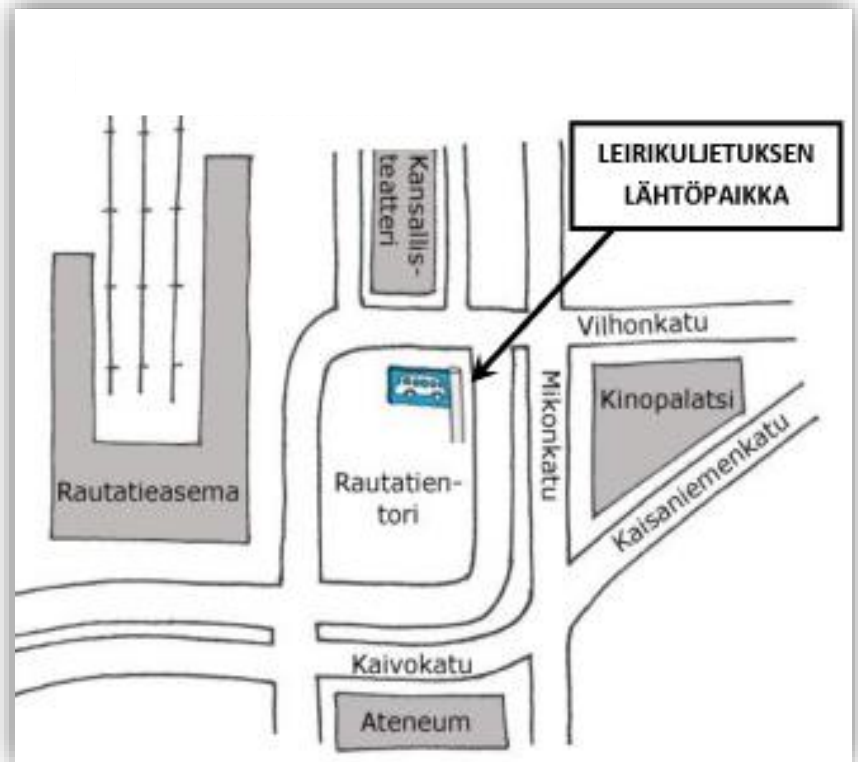 LEIRIKULJETUKSEN
LÄHTÖPAIKKA
Kansallis-
teatteri
Vilhonkatu
Mikonkatu
Kinopalatsi
Kaisaniemenkatu
Rautatieasema
Rautatien-
tori
Kaivokatu
Ateneum